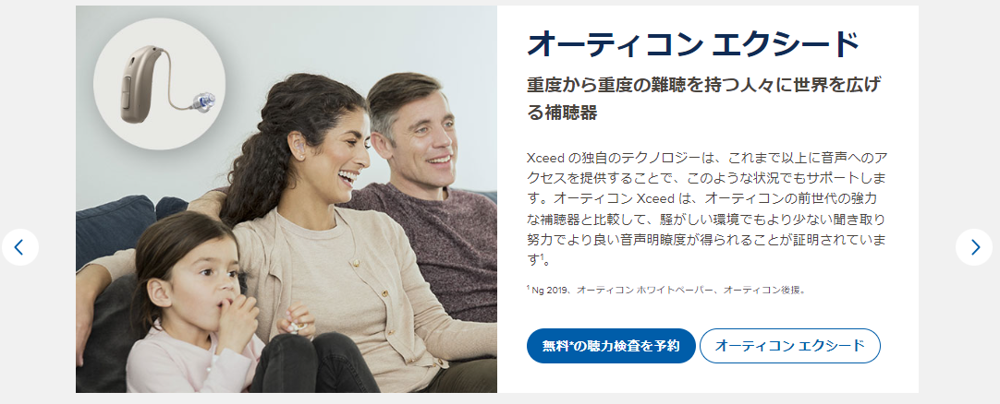 オーティコン エクシード
重度から重度の難聴を持つ人々に世界を広げ
る補聴器
Xceed の独自のテクノロジーは、これまで以上に音声へのア
クセスを提供することで、このような状況でもサポートしま
す。オーティコン Xceed は、オーティコンの前世代の強力
な補聴器と比較して、騒がしい環境でもより少ない聞き取り
努力でより良い音声明瞭度が得られることが証明されていま
す¹。
¹ Ng 2019、オーティコン ホワイトペーパー、オーティコン後援。
無料*の聴力検査を予約
オーティコン エクシード